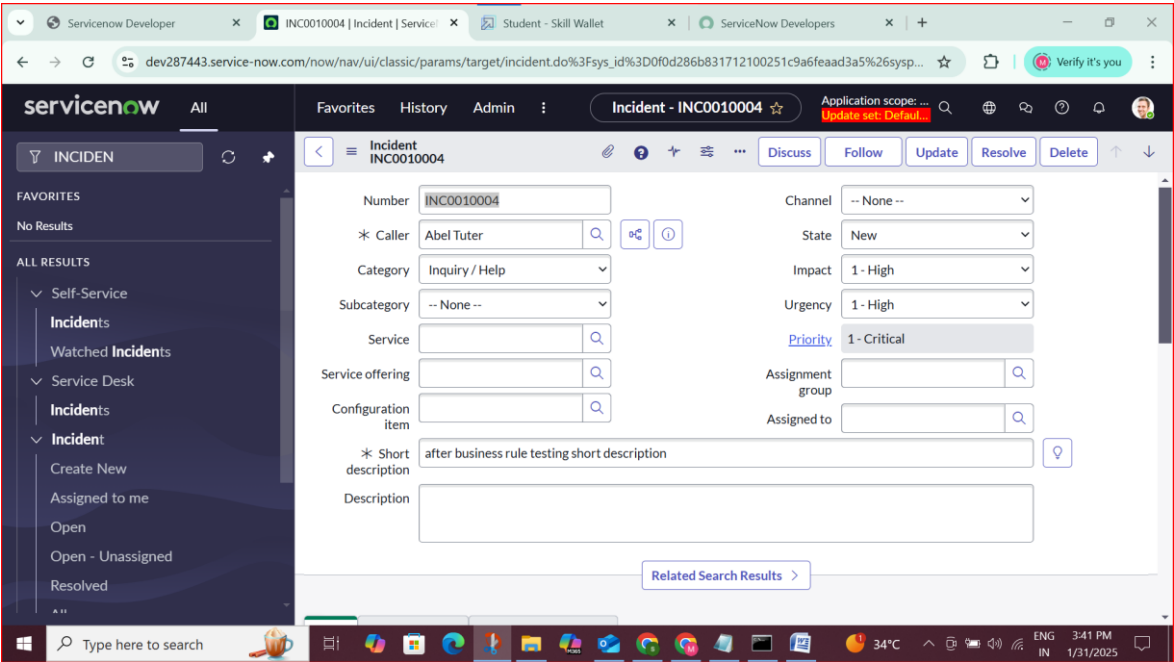 Servicenow Developer
INC0010004 | Incident | Service
Student - Skill Wallet
ServiceNow Developers
dev287443.service-now.com/now/nav/ui/classic/params/target/incident.do%3Fsys_id%3D0f0d286b831712100251c9a6feaad3a5%26sysp...
Verify it's you
servicenow
All
Favorites
History
Admin
Incident - INC0010004
Application scope: ...
Update set: Defaul...
INCIDEN
Incident
INC0010004
Discuss
Follow
Update
Resolve
Delete
FAVORITES
No Results
ALL RESULTS
Self-Service
Incidents
Watched Incidents
Service Desk
Incidents
Incident
Create New
Assigned to me
Open
Open - Unassigned
Resolved
All
Number INC0010004
Caller Abel Tuter
Category Inquiry / Help
Subcategory -- None --
Service
Service offering
Configuration
item
Channel -- None --
State New
Impact 1 - High
Urgency 1 - High
Priority 1 - Critical
Assignment
group
Assigned to
Short
description
after business rule testing short description
Description
Related Search Results
Type here to search
34°C
ENG
IN
3:41 PM
1/31/2025